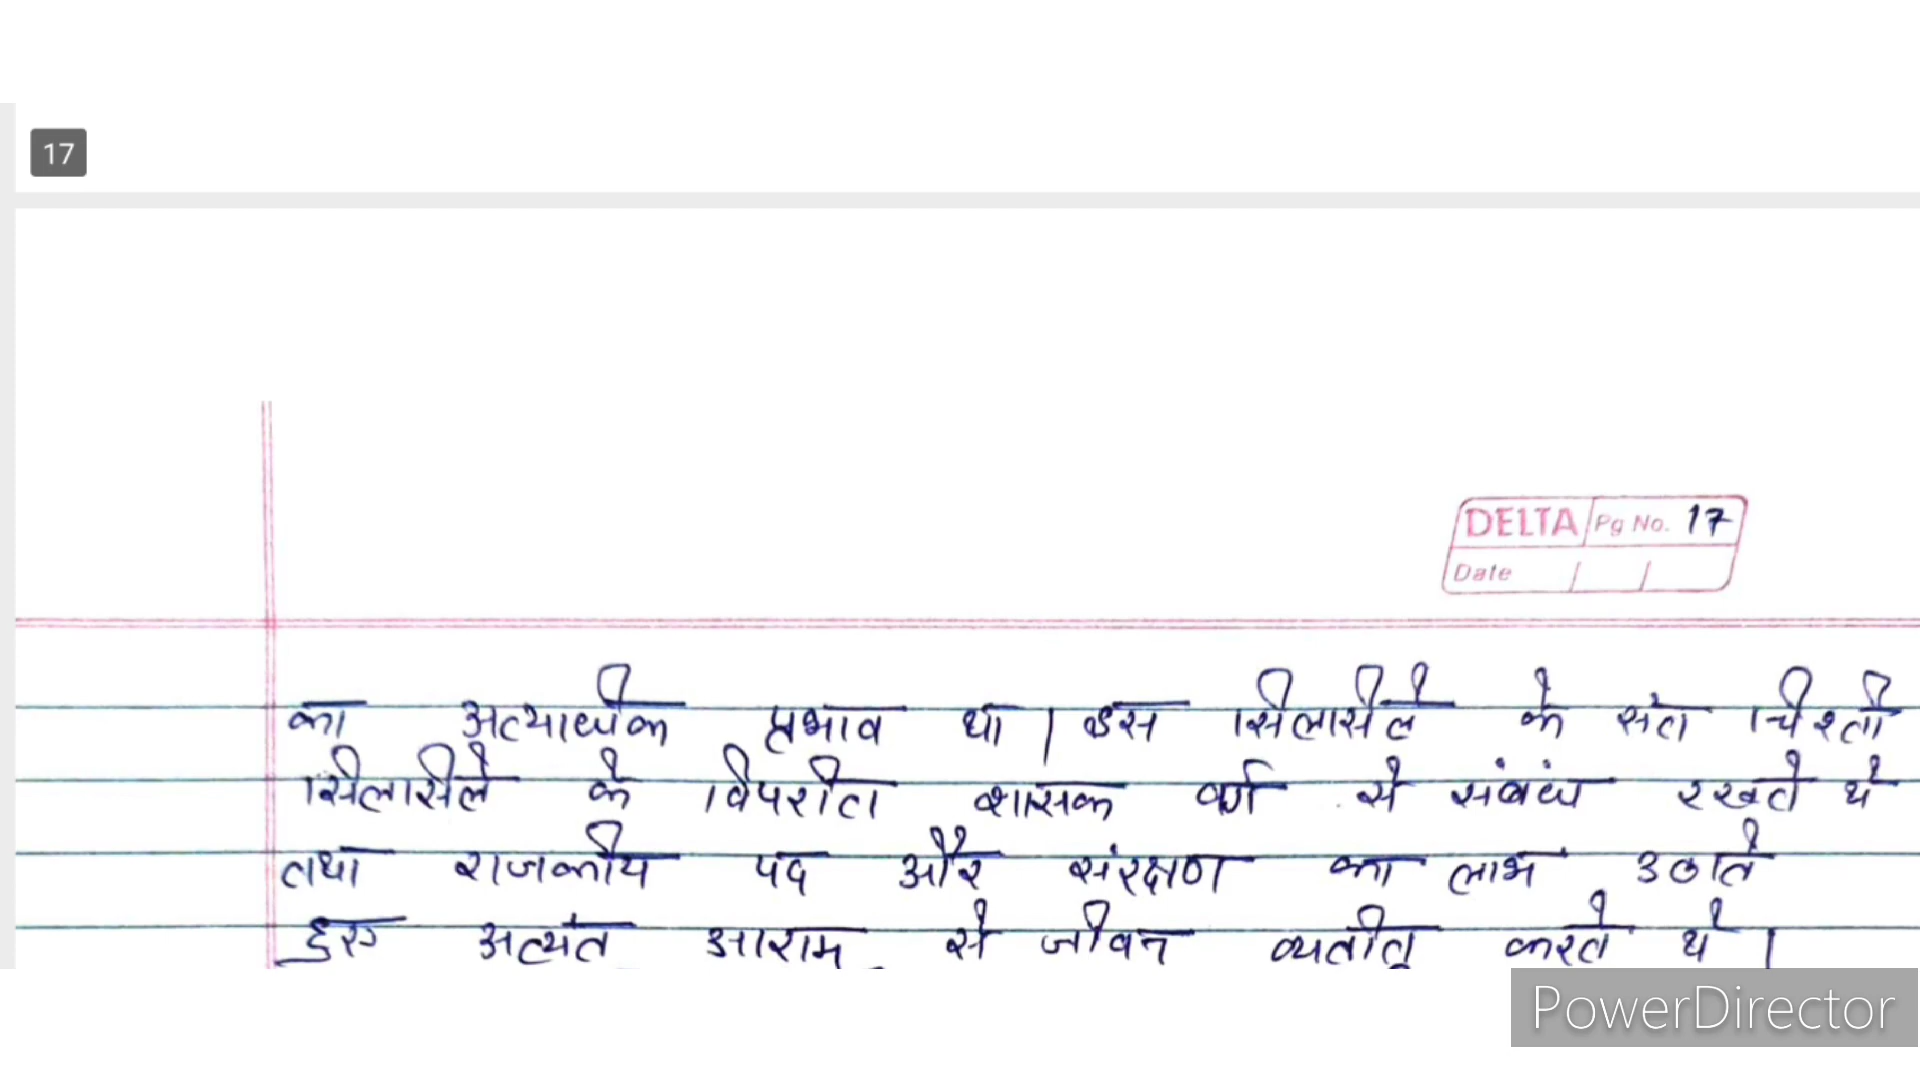 17
DELTA Pg No. 17
Date
का अत्याधिक प्रभाव था। इस सिलसिले के संत चिश्ती
सिलसिले के विपरीत शासक वर्ग से संबंध रखते थे
तथा राजकीय पद और संरक्षण का लाभ उठाते
हुए अत्यंत आराम से जीवन व्यतीत करते थे।
PowerDirector